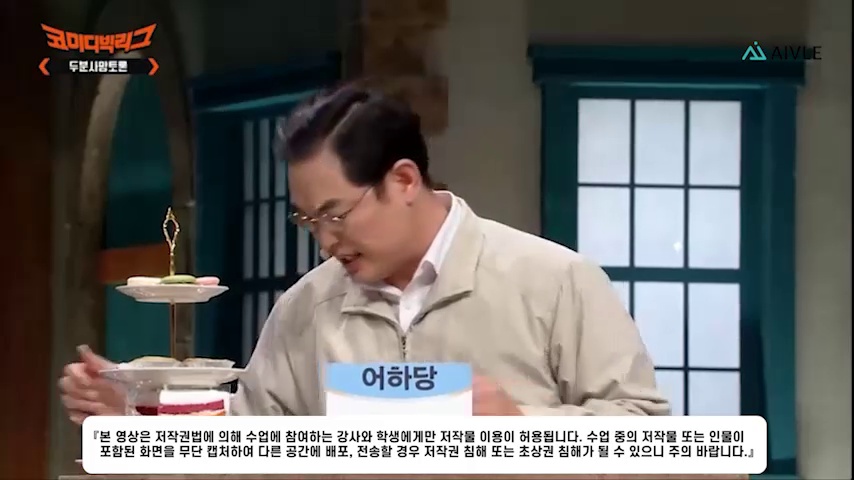 코미디빅리그
두분사망토론
AIVLE
어하당
『본 영상은 저작권법에 의해 수업에 참여하는 강사와 학생에게만 저작물 이용이 허용됩니다. 수업 중의 저작물 또는 인물이
포함된 화면을 무단 캡처하여 다른 공간에 배포, 전송할 경우 저작권 침해 또는 초상권 침해가 될 수 있으니 주의 바랍니다.』